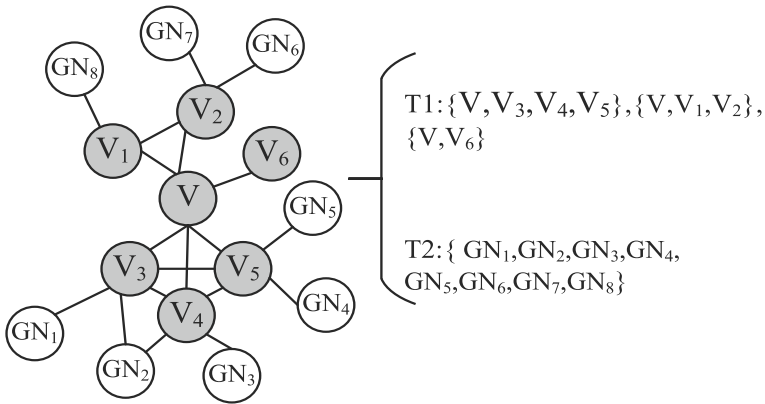 GN₇
GN₆
GN₈
V₂
V₁
V₆
V
GN₅
V₃
V₅
GN₄
V₄
GN₁
GN₂
GN₃
T1:{V,V₃,V₄,V₅},{V,V₁,V₂},
{V,V₆}
T2:{ GN₁,GN₂,GN₃,GN₄,
GN₅,GN₆,GN₇,GN₈}